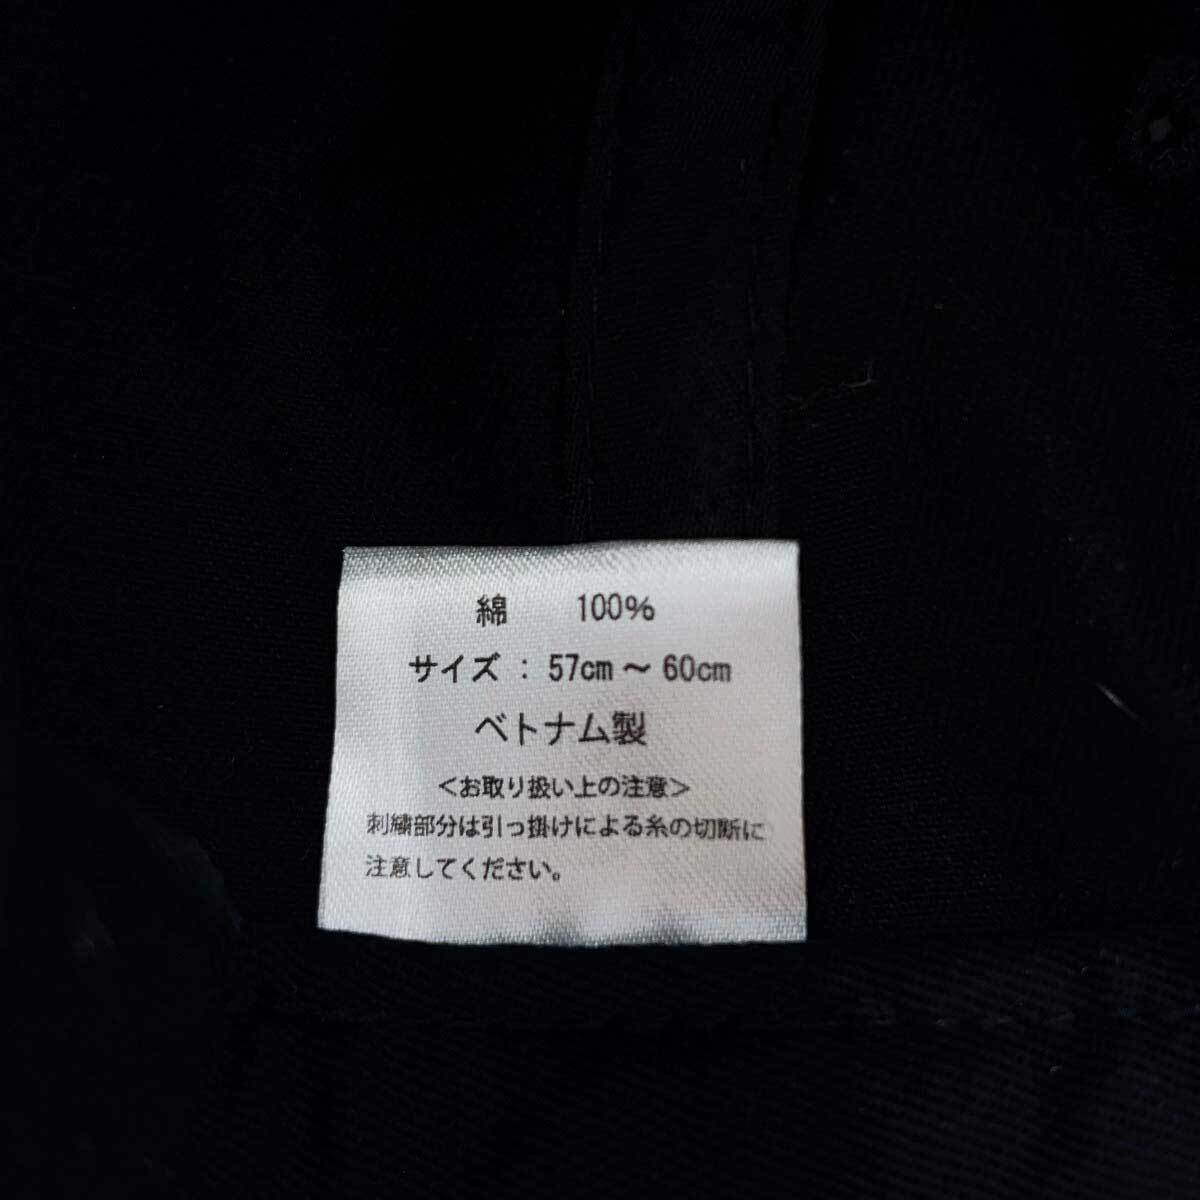 綿 100%
サイズ : 57cm～60cm
ベトナム製
<お取り扱い上の注意>
刺繍部分は引っ掛けによる糸の切断に
注意してください。